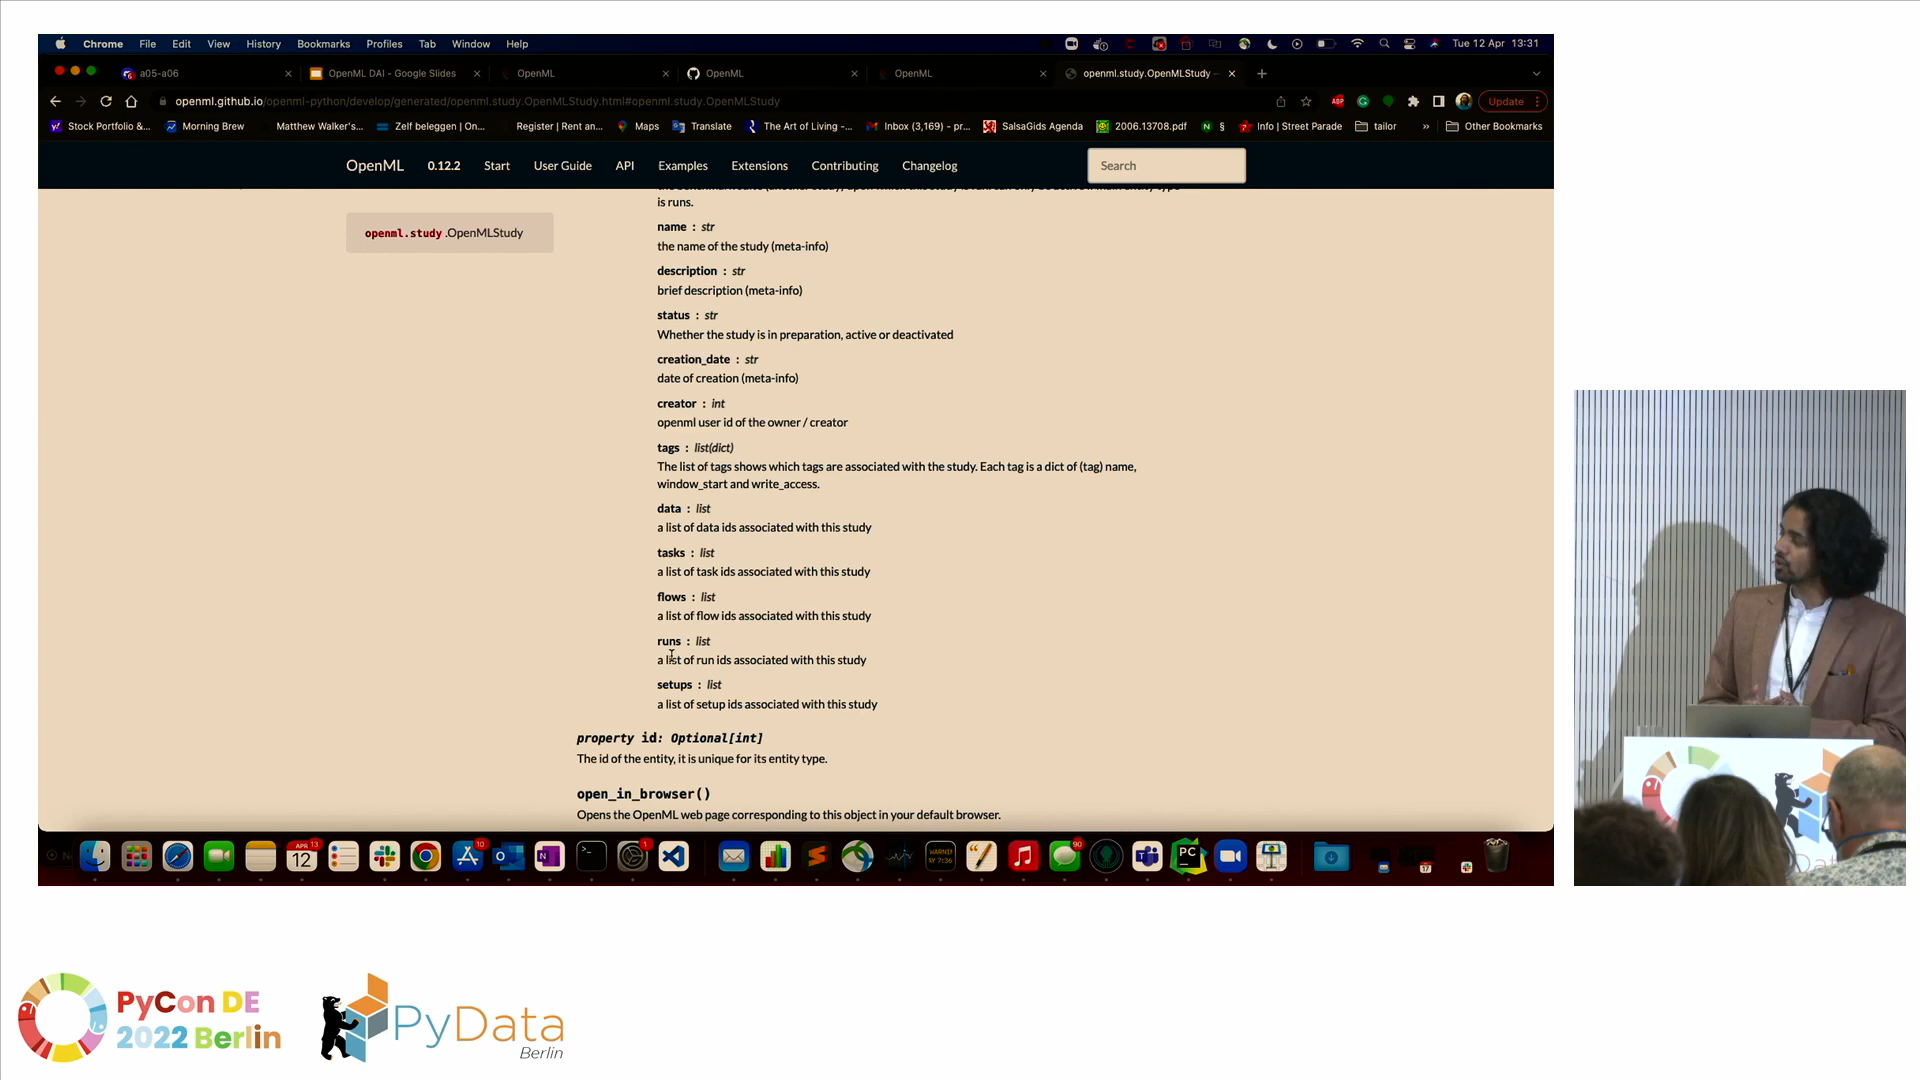 Chrome File Edit View History Bookmarks Profiles Tab Window Help Tue 12 Apr 13:31
a05-a06 OpenML DAI - Google Slides OpenML OpenML OpenML openml.study.OpenMLStudy
openml.github.io/openml-python/develop/generated/openml.study.OpenMLStudy.html#openml.study.OpenMLStudy ABP Update
Stock Portfolio &... Morning Brew Matthew Walker's... Zelf beleggen | On... Register | Rent an... Maps Translate The Art of Living -... Inbox (3,169) - pr... SalsaGids Agenda 2006.13708.pdf N § Info | Street Parade tailor » Other Bookmarks
OpenML 0.12.2 Start User Guide API Examples Extensions Contributing Changelog Search
openml.study.OpenMLStudy
is runs.
name : str
the name of the study (meta-info)
description : str
brief description (meta-info)
status : str
Whether the study is in preparation, active or deactivated
creation_date : str
date of creation (meta-info)
creator : int
openml user id of the owner / creator
tags : list(dict)
The list of tags shows which tags are associated with the study. Each tag is a dict of (tag) name,
window_start and write_access.
data : list
a list of data ids associated with this study
tasks : list
a list of task ids associated with this study
flows : list
a list of flow ids associated with this study
runs : list
a list of run ids associated with this study
setups : list
a list of setup ids associated with this study
property id: Optional[int]
The id of the entity, it is unique for its entity type.
open_in_browser()
Opens the OpenML web page corresponding to this object in your default browser.
APR 13
12
10
1
90
PC
17
PyCon DE
2022 Berlin
PyData
Berlin